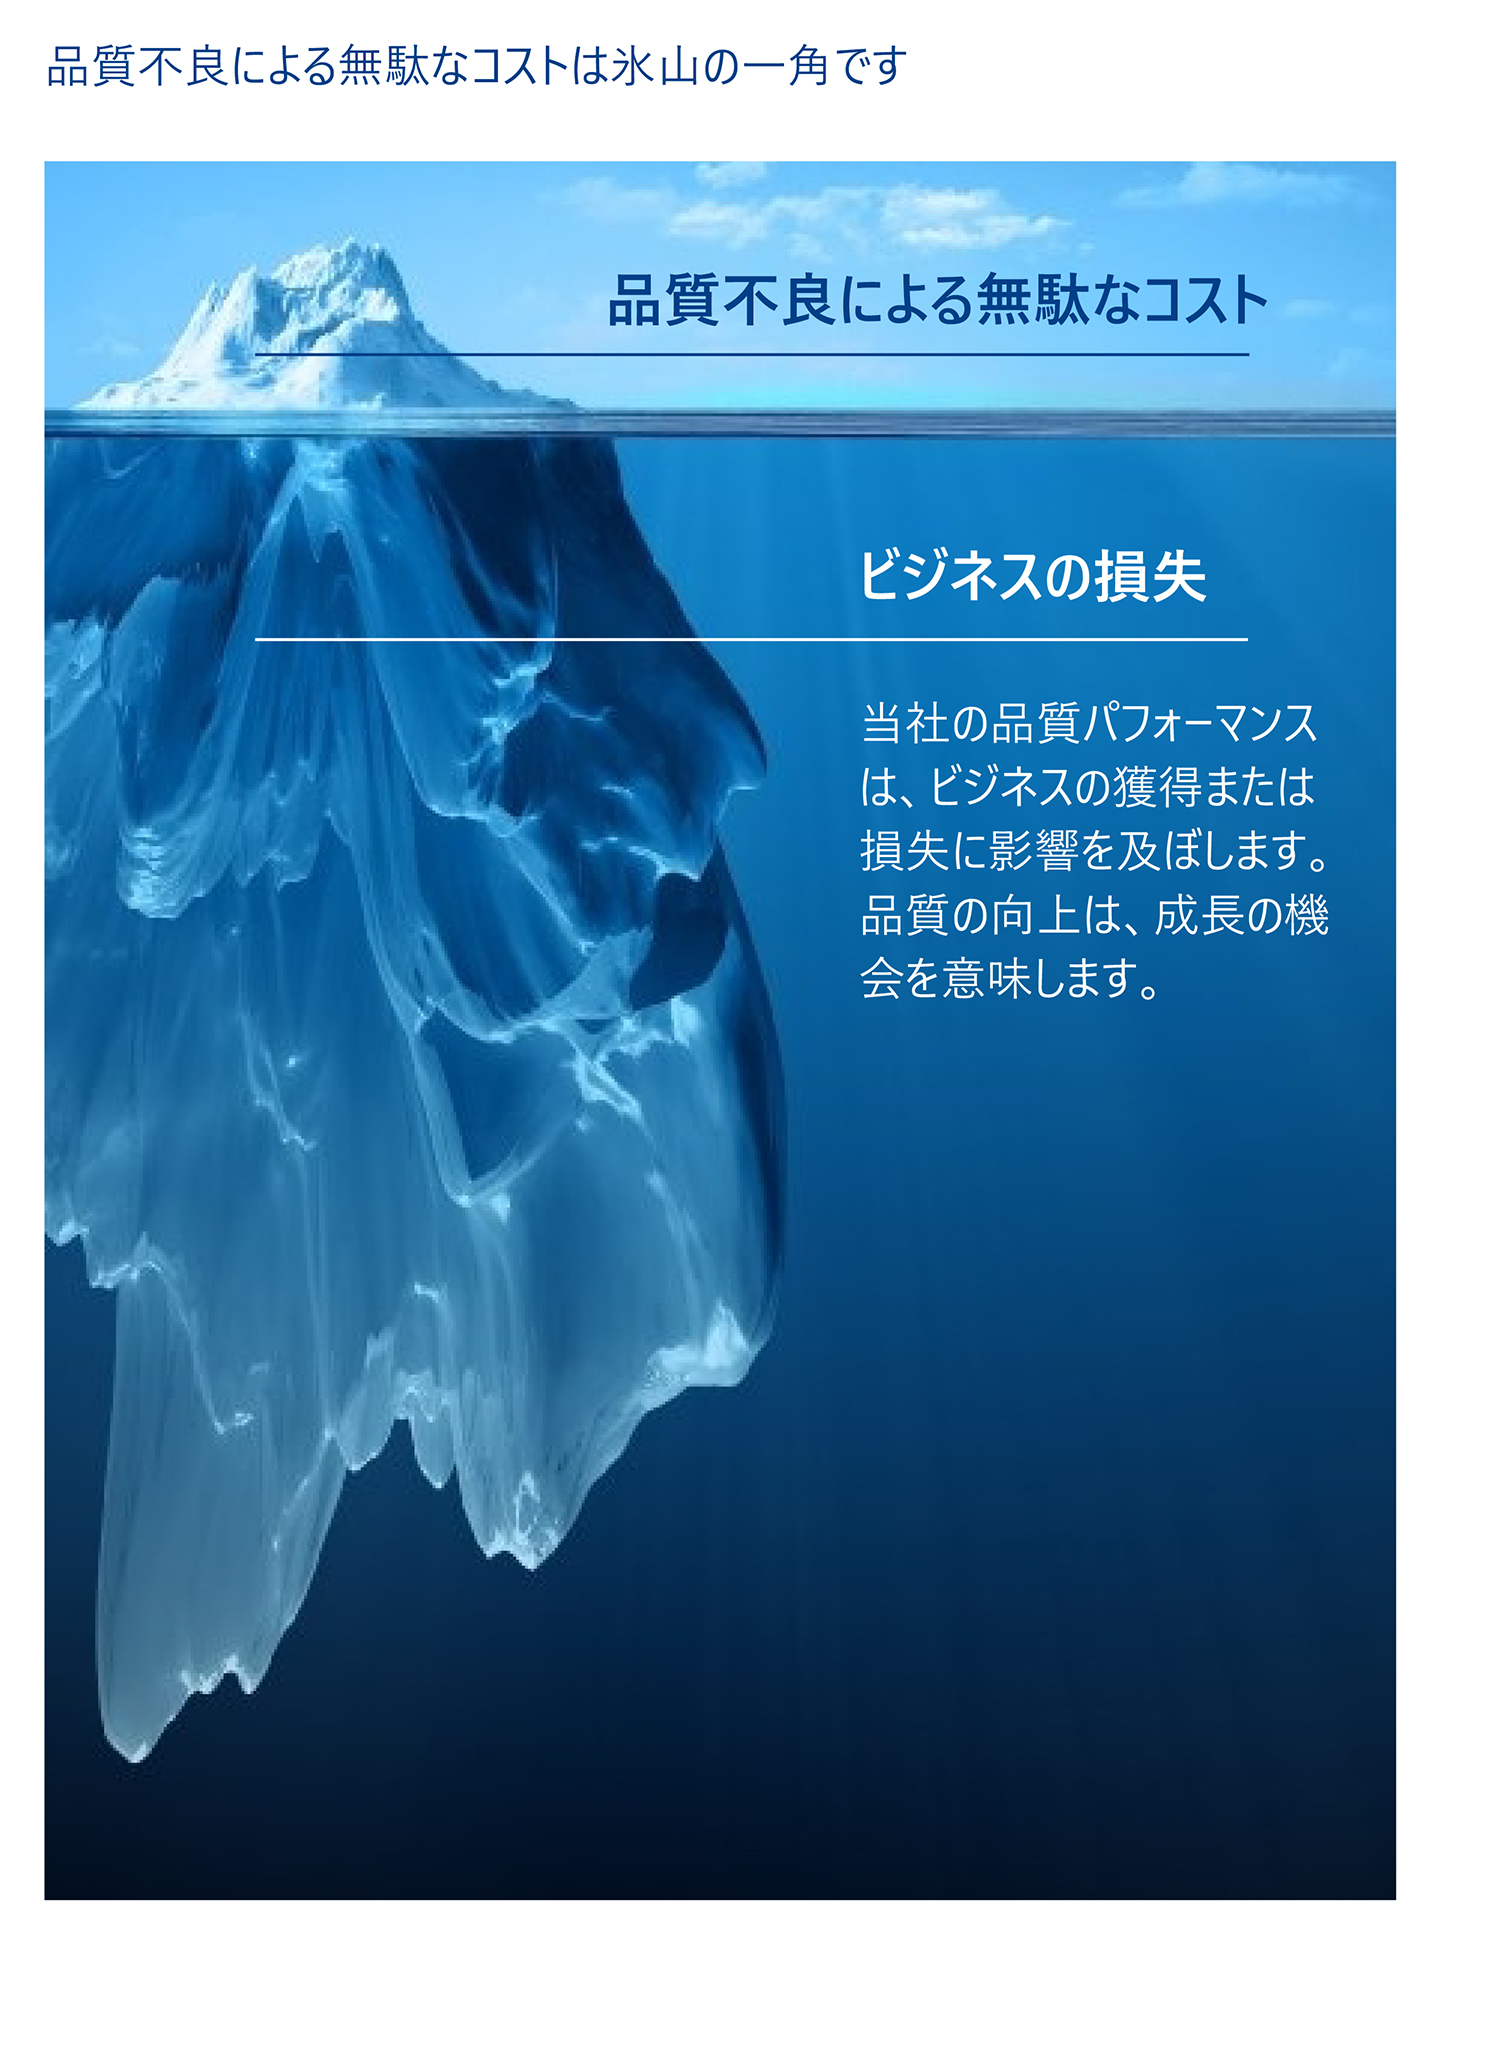 品質不良による無駄なコストは氷山の一角です
品質不良による無駄なコスト
ビジネスの損失
当社の品質パフォーマンス
は、ビジネスの獲得または
損失に影響を及ぼします。
品質の向上は、成長の機
会を意味します。